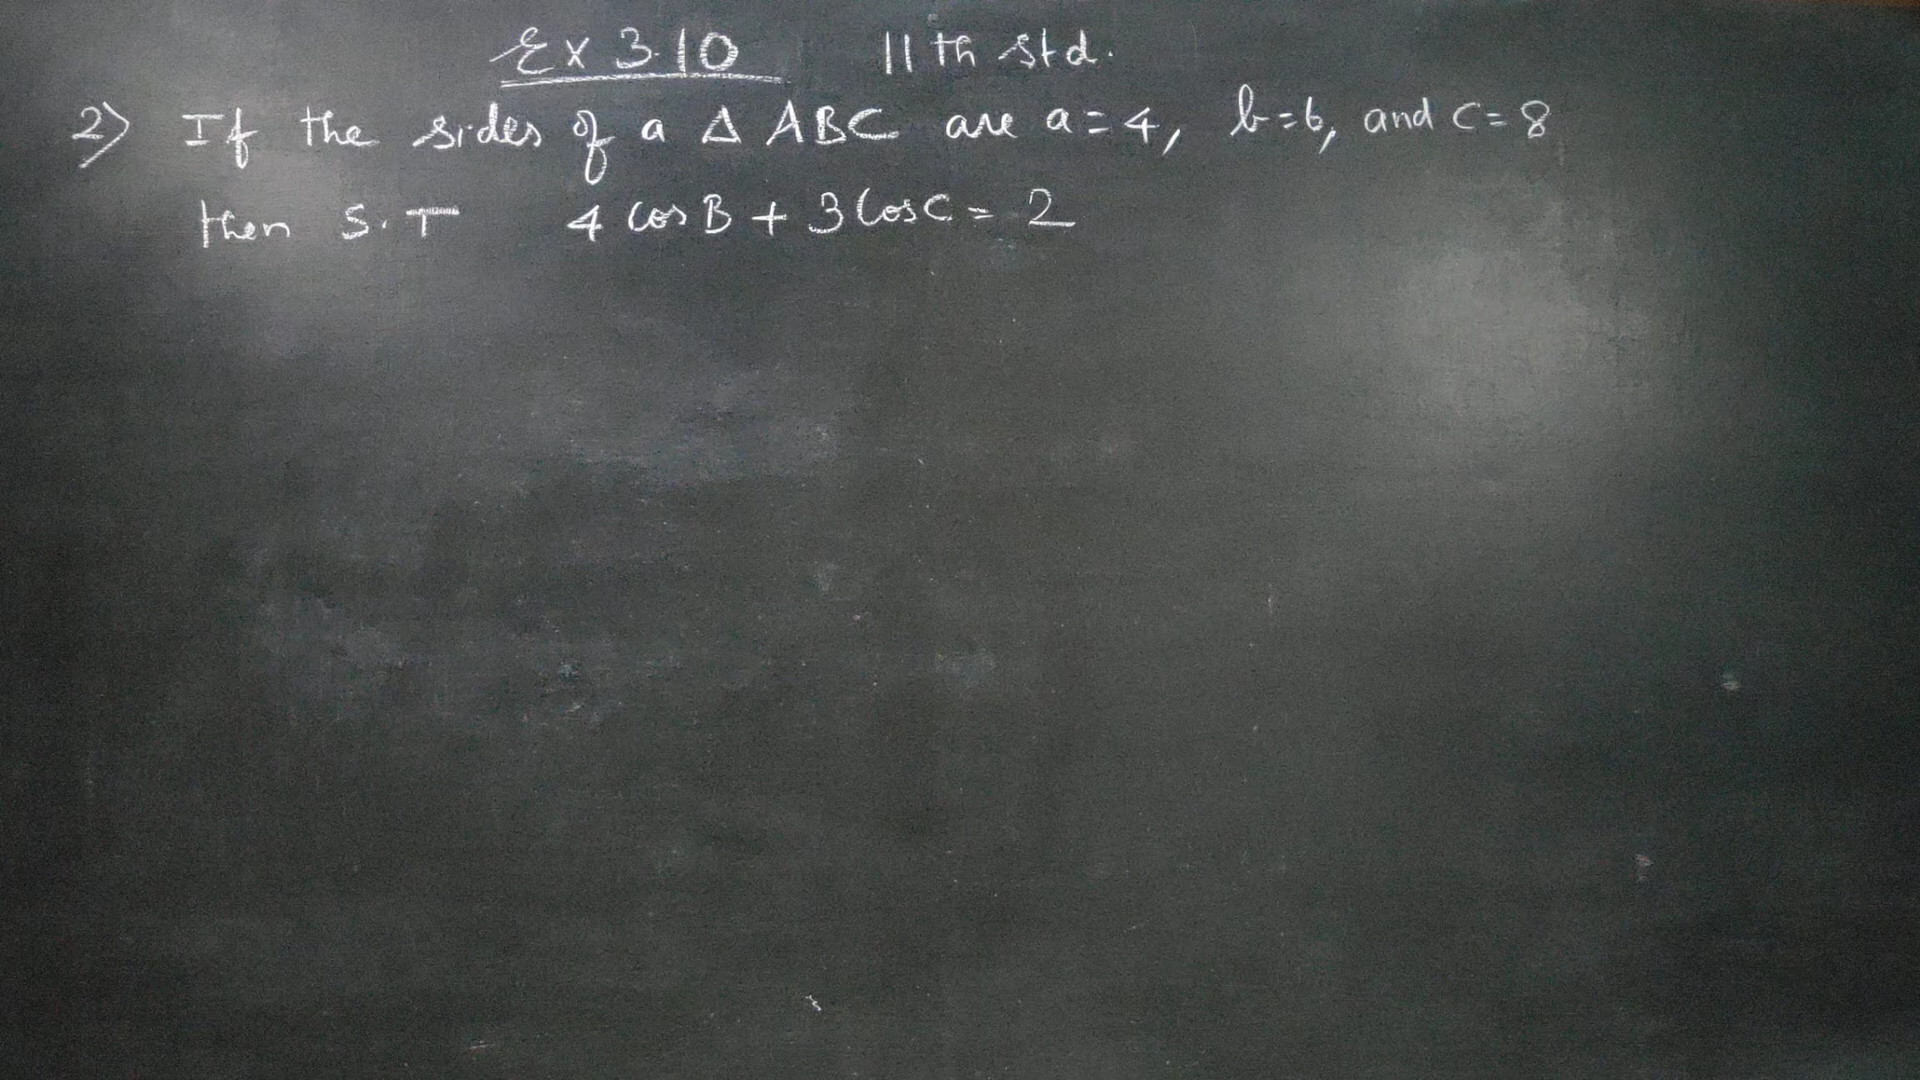 Ex 3.10 11th std.
2) If the sides of a Δ ABC are a=4, b=6, and c=8
then S.T 4 cos B + 3 Cos C = 2